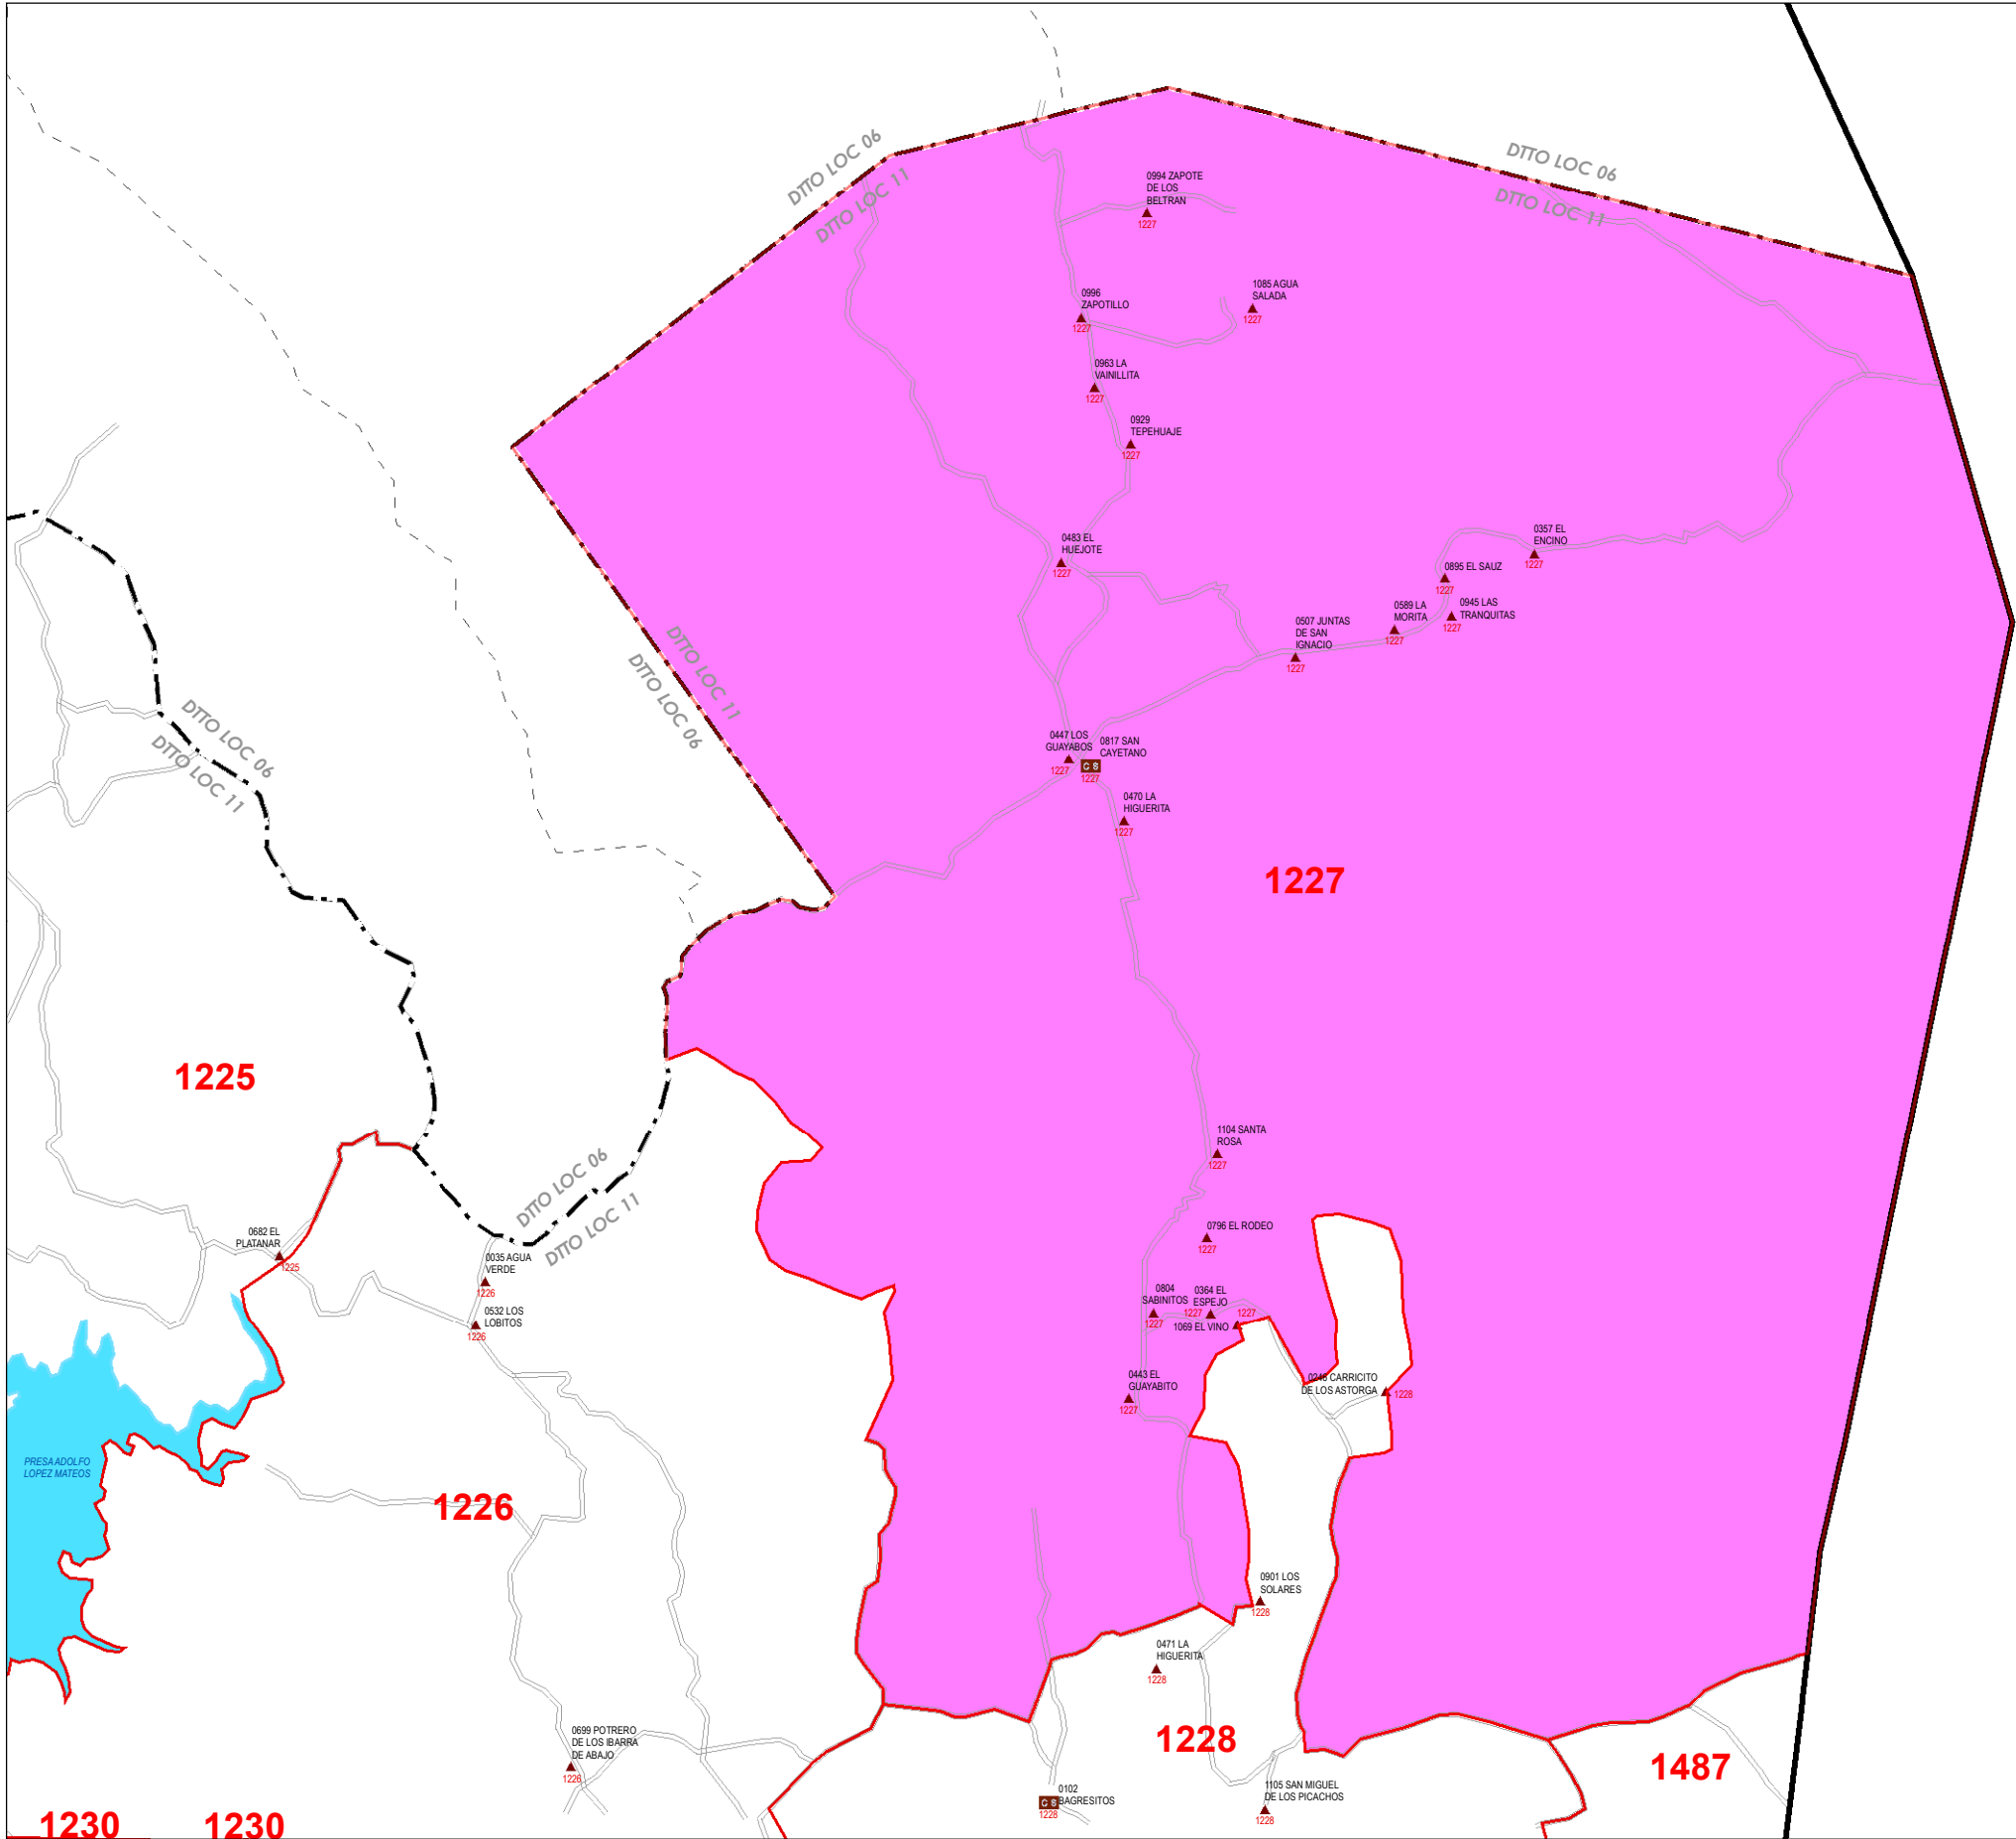 DTTO LOC 06
DTTO LOC 11
DTTO LOC 06
DTTO LOC 11
0994 ZAPOTE
DE LOS
BELTRAN
1227
0996
ZAPOTILLO
1227
1085 AGUA
SALADA
1227
0963 LA
VAINILLITA
1227
0929
TEPEHUAJE
1227
0483 EL
HUEJOTE
1227
0357 EL
ENCINO
1227
0895 EL SAUZ
1227
0589 LA
MORITA
1227
0945 LAS
TRANQUITAS
1227
0507 JUNTAS
DE SAN
IGNACIO
1227
DTTO LOC 11
DTTO LOC 06
DTTO LOC 06
DTTO LOC 11
0447 LOS
GUAYABOS
1227
0817 SAN
CAYETANO
C S
1227
0470 LA
HIGUERITA
1227
1227
1225
1104 SANTA
ROSA
1227
DTTO LOC 06
DTTO LOC 11
0682 EL
PLATANAR
1225
0035 AGUA
VERDE
1226
0532 LOS
LOBITOS
1226
0796 EL RODEO
1227
0804
SABINITOS
1227
0364 EL
ESPEJO
1227
1227
1069 EL VINO
0443 EL
GUAYABITO
1227
0246 CARRICITO
DE LOS ASTORGA
1228
PRESA ADOLFO
LOPEZ MATEOS
1226
0901 LOS
SOLARES
1228
0471 LA
HIGUERITA
1228
1228
0699 POTRERO
DE LOS IBARRA
DE ABAJO
1226
1487
0102
BAGRESITOS
C S
1228
1105 SAN MIGUEL
DE LOS PICACHOS
1228
1230
1230